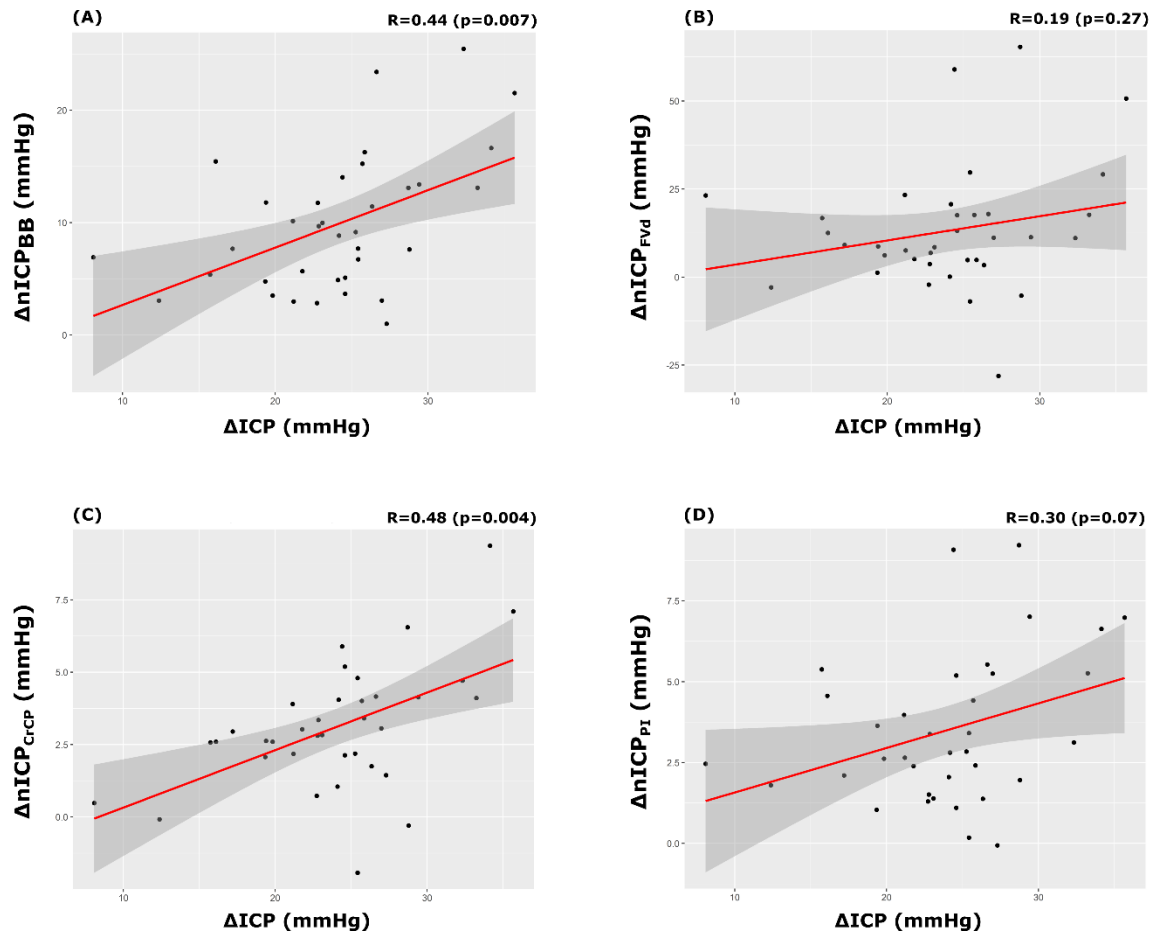 (A)
R=0.44 (p=0.007)
ΔnICPBB (mmHg)
20
10
0
10
20
30
ΔICP (mmHg)
(B)
R=0.19 (p=0.27)
ΔnICPFVd (mmHg)
50
25
0
-25
10
20
30
ΔICP (mmHg)
(C)
R=0.48 (p=0.004)
ΔnICPCrCP (mmHg)
7.5
5.0
2.5
0.0
10
20
30
ΔICP (mmHg)
(D)
R=0.30 (p=0.07)
ΔnICPPI (mmHg)
7.5
5.0
2.5
0.0
10
20
30
ΔICP (mmHg)